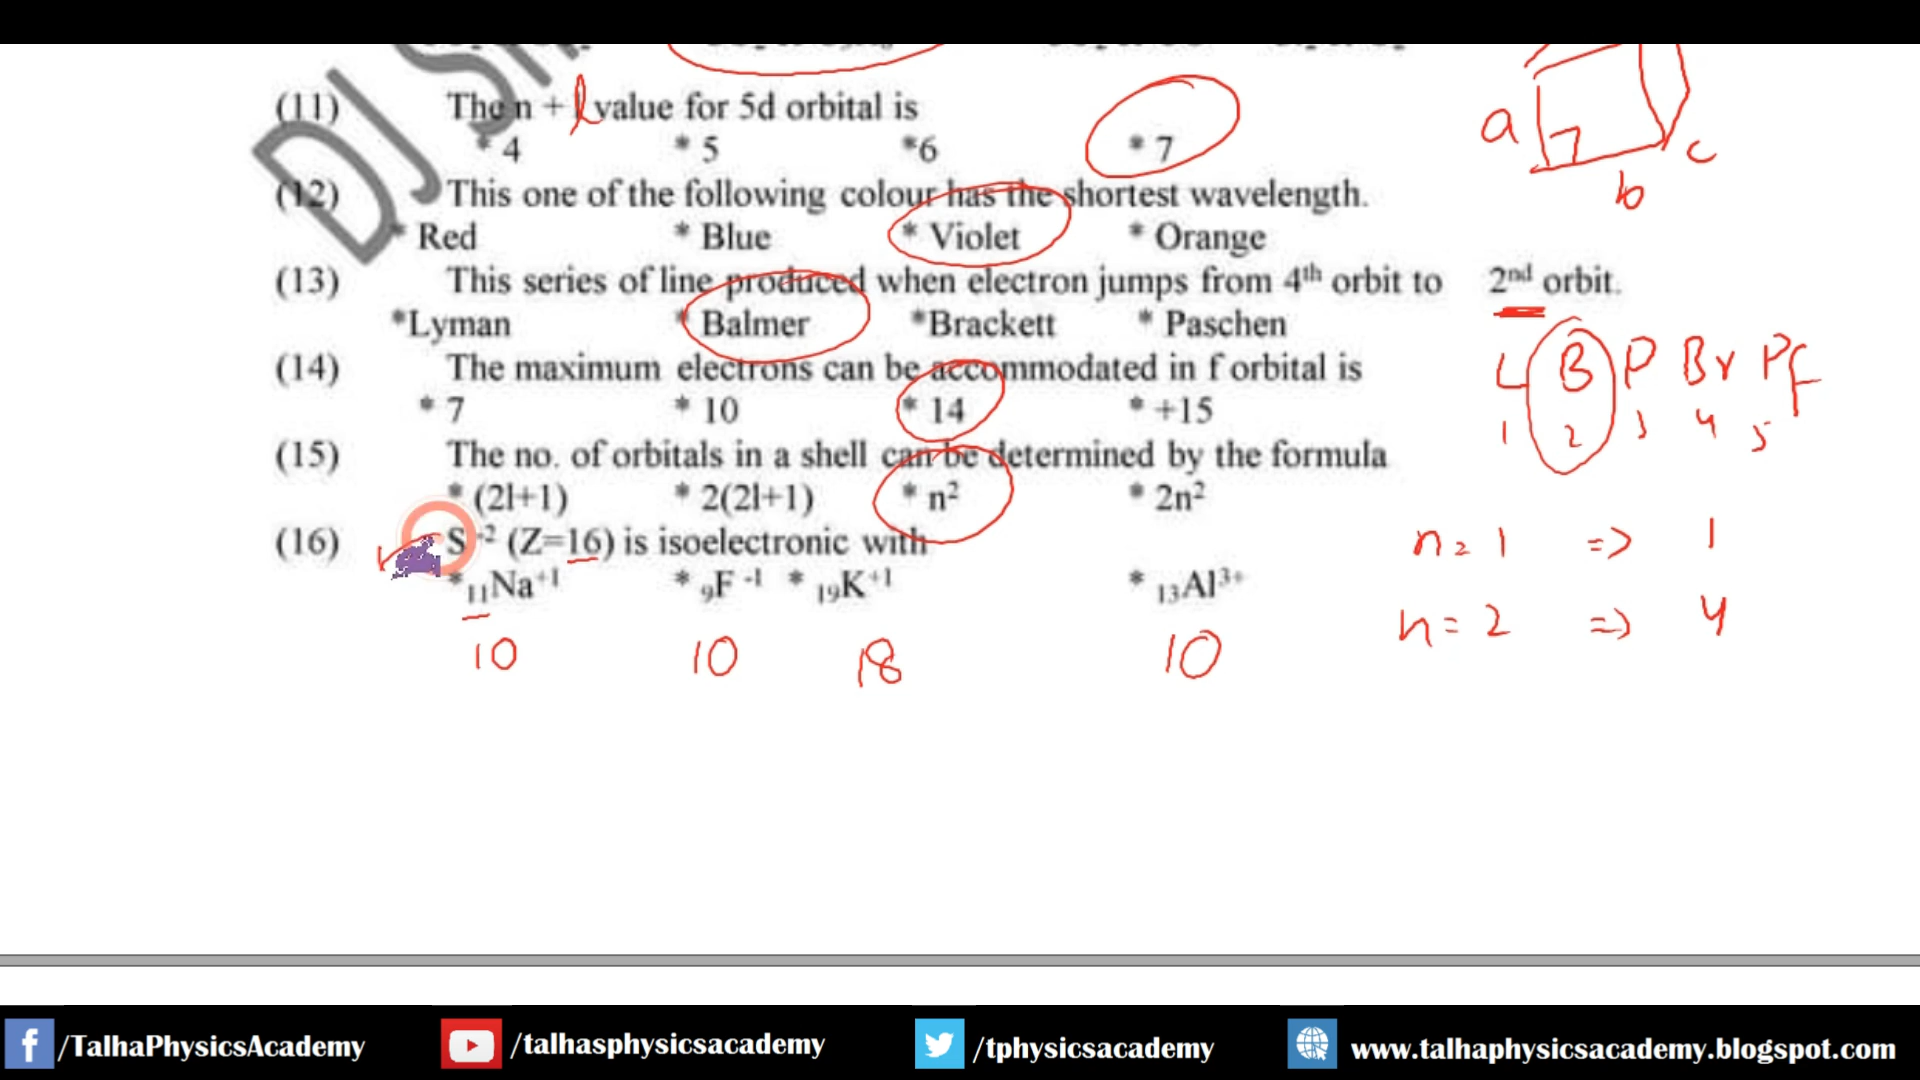 DJ
(11) The n + l value for 5d orbital is
* 4 * 5 *6 * 7
a
c
b
(12) This one of the following colour has the shortest wavelength.
* Red * Blue * Violet * Orange
(13) This series of line produced when electron jumps from 4th orbit to 2nd orbit.
*Lyman * Balmer *Brackett * Paschen
L B P Br Pf
1 2 3 4 5
(14) The maximum electrons can be accommodated in f orbital is
* 7 * 10 * 14 * +15
(15) The no. of orbitals in a shell can be determined by the formula
* (2l+1) * 2(2l+1) * n² * 2n²
(16) S⁻² (Z=16) is isoelectronic with
* ₁₁Na⁺¹ * ₉F⁻¹ * ₁₉K⁺¹ * ₁₃Al³⁺
10 10 18 10
n = 1 => 1
n = 2 => 4
/TalhaPhysicsAcademy /talhasphysicsacademy /tphysicsacademy www.talhaphysicsacademy.blogspot.com